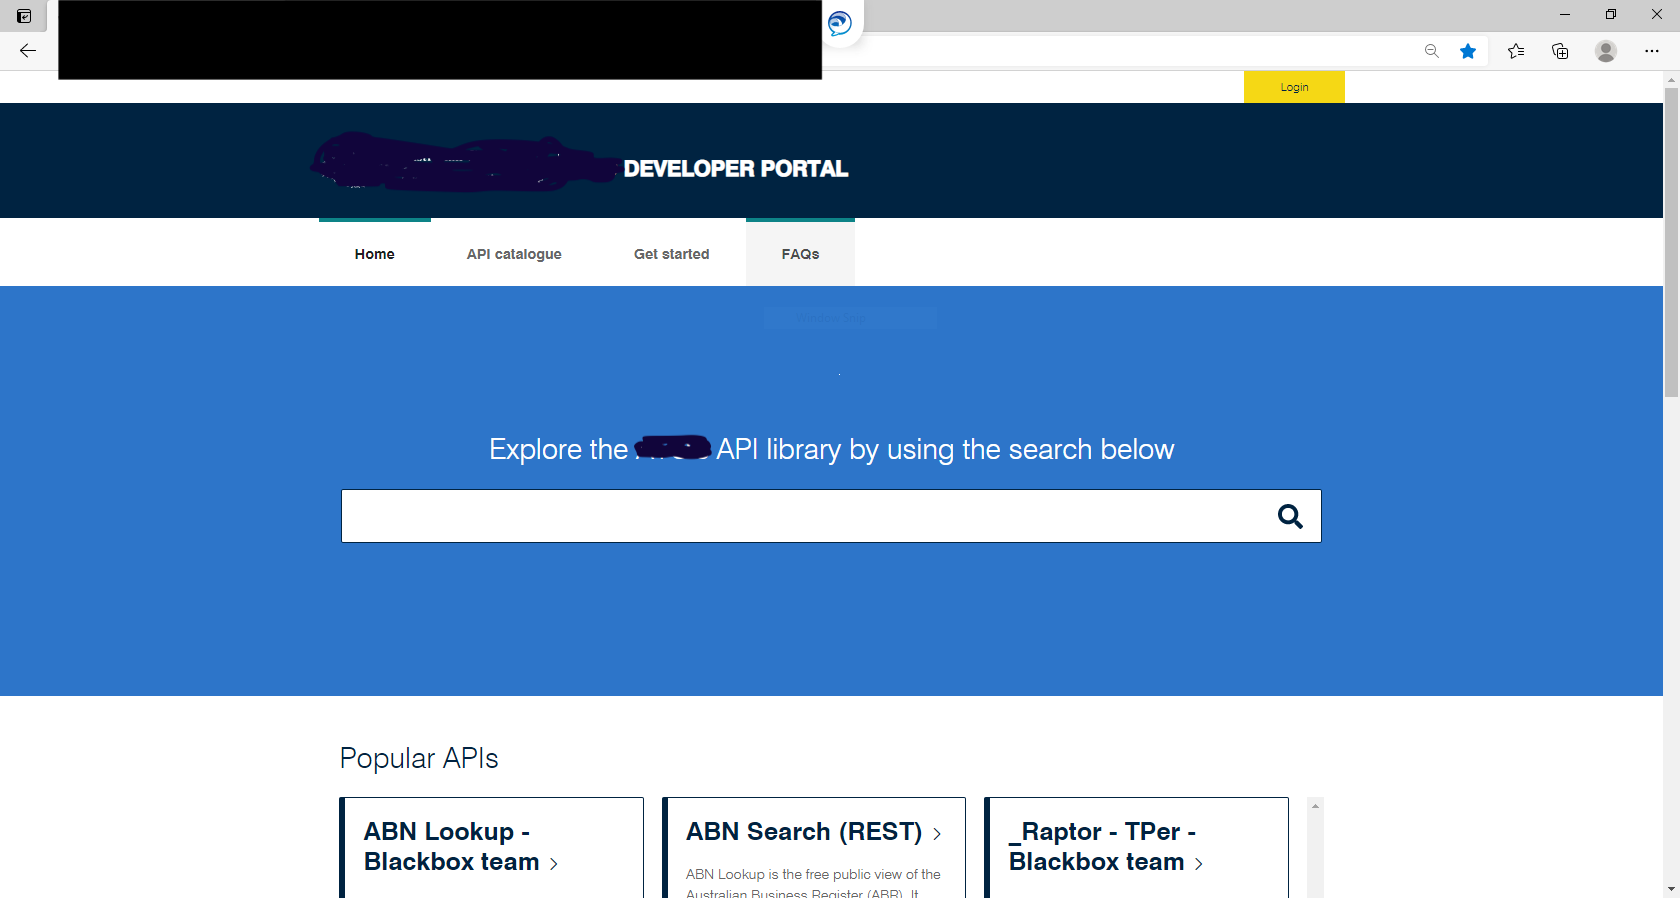 Login
DEVELOPER PORTAL
Home
API catalogue
Get started
FAQs
Explore the API library by using the search below
Popular APIs
ABN Lookup -
Blackbox team
ABN Search (REST)
ABN Lookup is the free public view of the
Australian Business Register (ABR). It
_Raptor - TPer -
Blackbox team